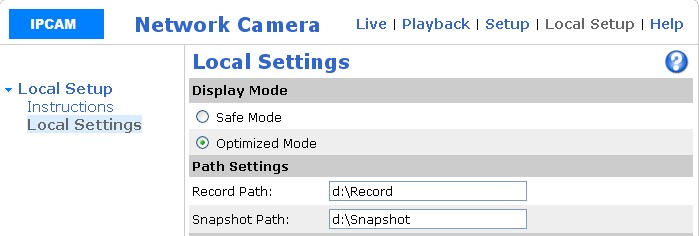 IPCAM
Network Camera
Live | Playback | Setup | Local Setup | Help
Local Setup
Instructions
Local Settings
Local Settings
?
Display Mode
Safe Mode
Optimized Mode
Path Settings
Record Path: d:\Record
Snapshot Path: d:\Snapshot